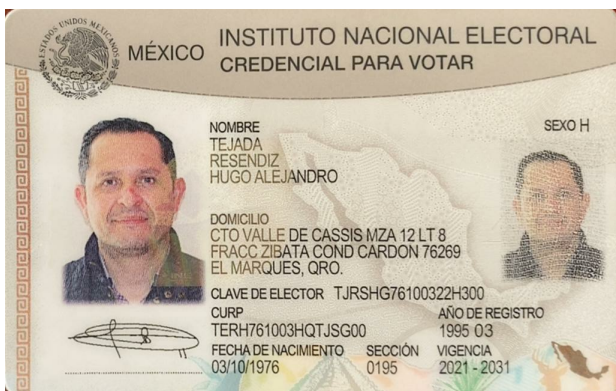 ESTADOS UNIDOS MEXICANOS
MÉXICO
INSTITUTO NACIONAL ELECTORAL
CREDENCIAL PARA VOTAR
NOMBRE
SEXO H
TEJADA
RESENDIZ
HUGO ALEJANDRO
DOMICILIO
CTO VALLE DE CASSIS MZA 12 LT 8
FRACC ZIBATA COND CARDON 76269
EL MARQUES, QRO.
CLAVE DE ELECTOR TJRSHG76100322H300
CURP AÑO DE REGISTRO
TERH761003HQTJSG00 1995 03
FECHA DE NACIMIENTO SECCIÓN VIGENCIA
03/10/1976 0195 2021 - 2031